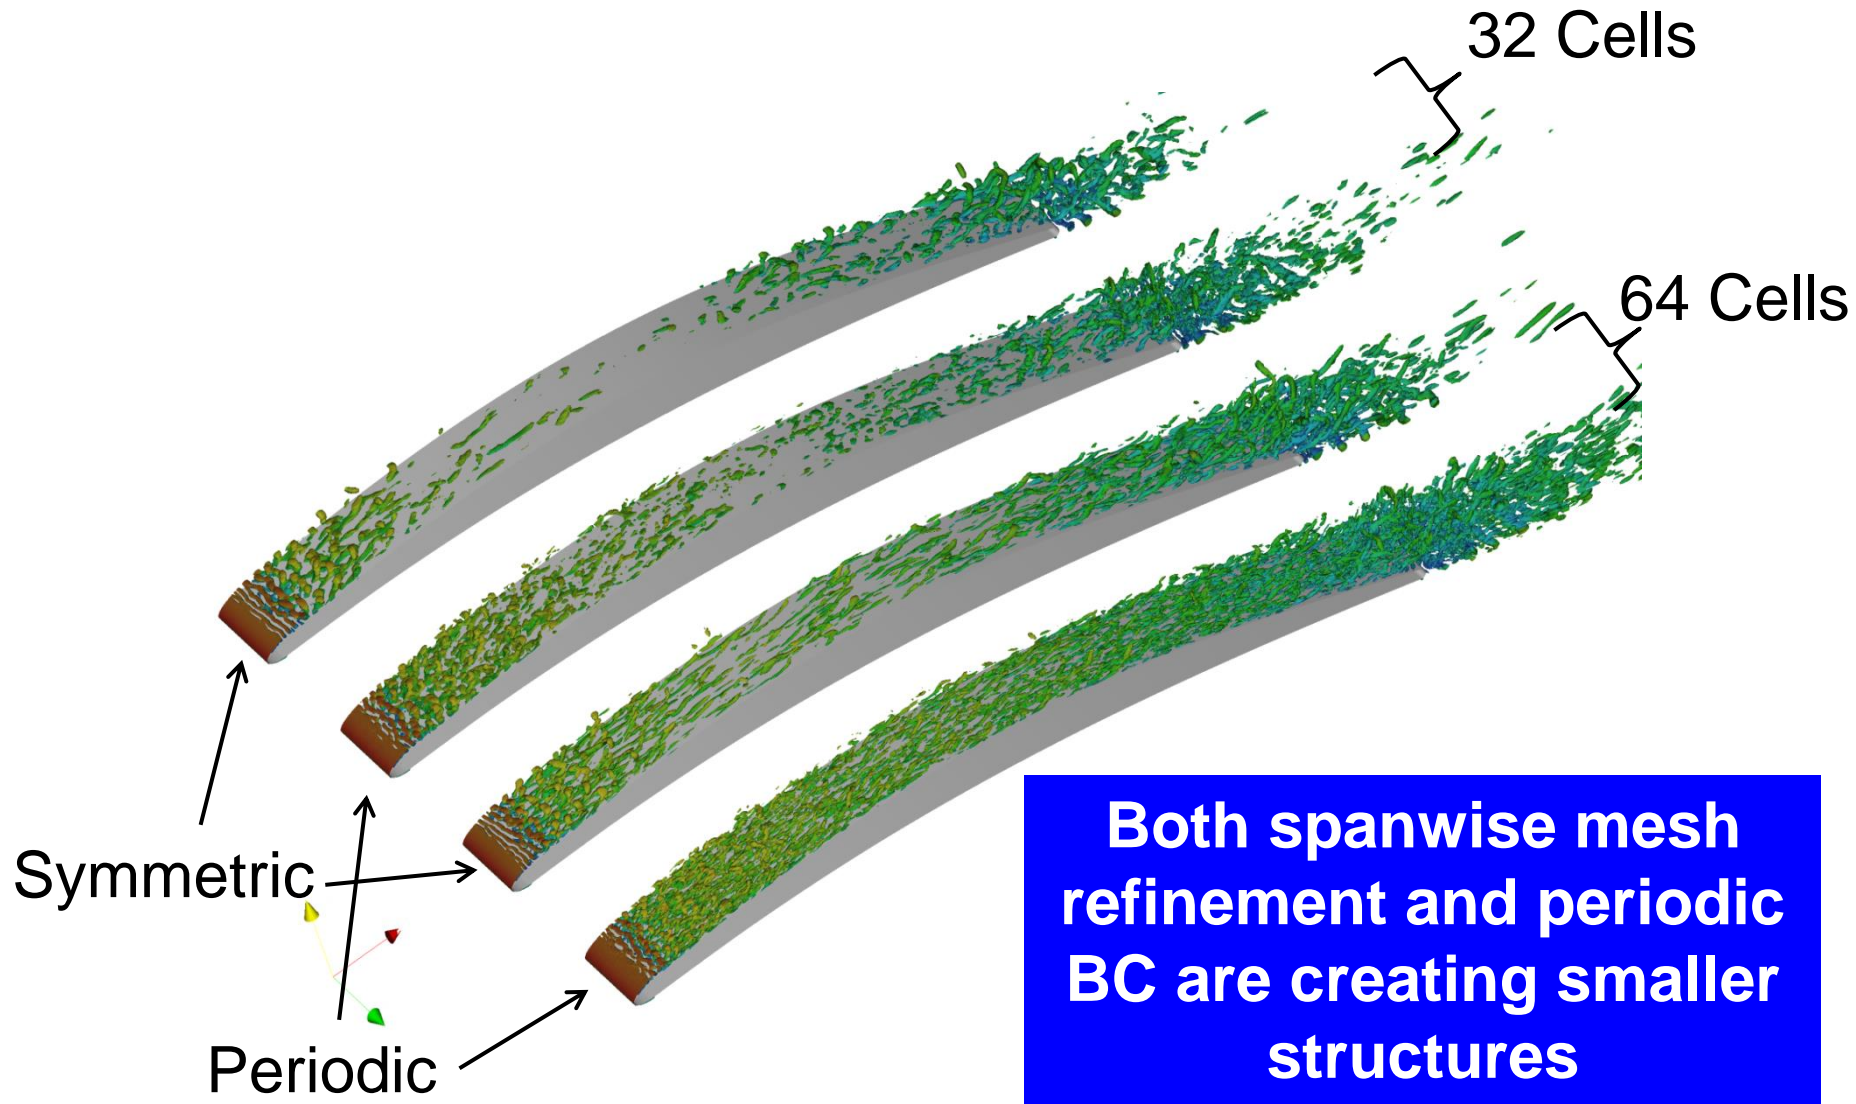 32 Cells
64 Cells
Symmetric
Periodic
Both spanwise mesh
refinement and periodic
BC are creating smaller
structures